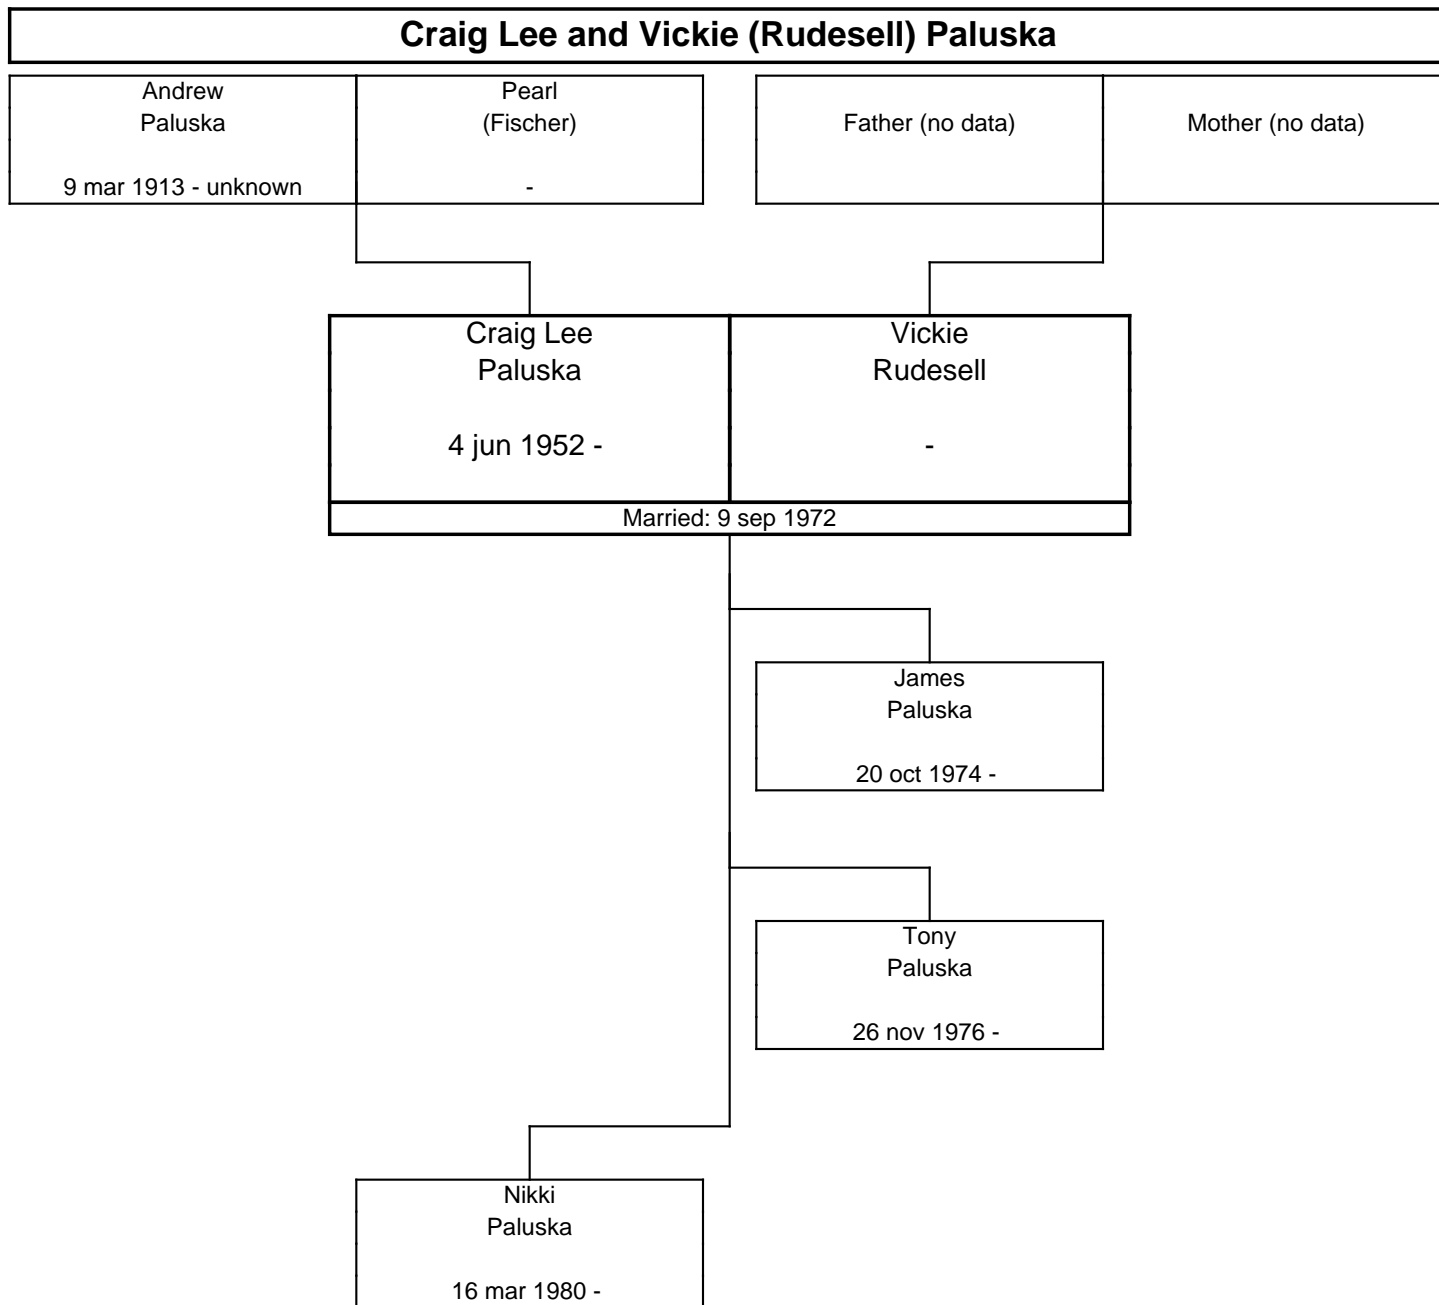 Craig Lee and Vickie (Rudesell) Paluska
Andrew
Paluska
9 mar 1913 - unknown
Pearl
(Fischer)
-
Father (no data)
Mother (no data)
Craig Lee
Paluska
4 jun 1952 -
Vickie
Rudesell
-
Married: 9 sep 1972
James
Paluska
20 oct 1974 -
Tony
Paluska
26 nov 1976 -
Nikki
Paluska
16 mar 1980 -